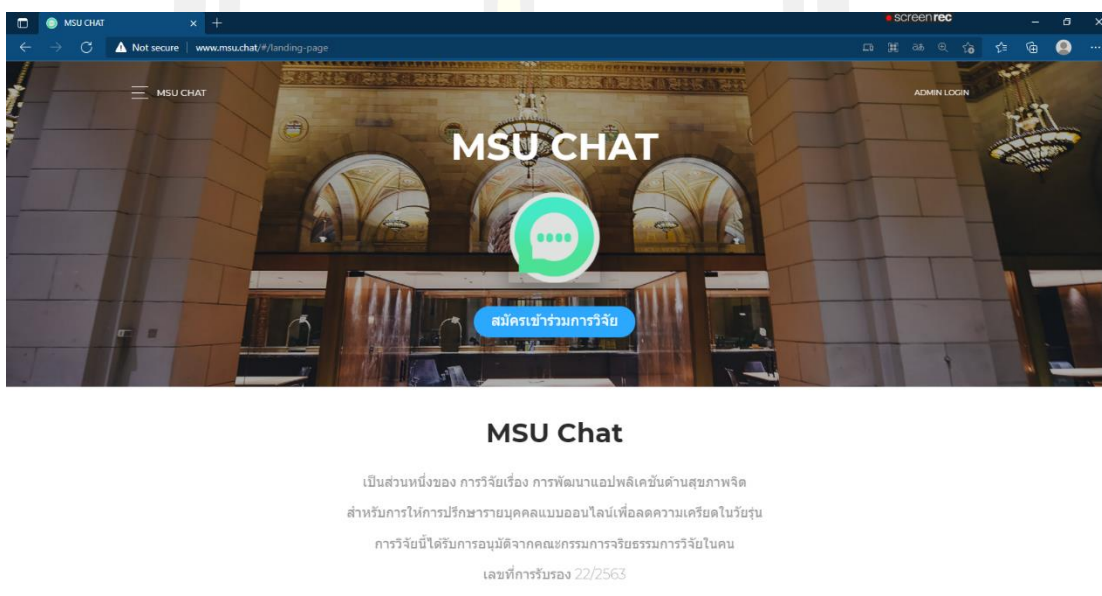 MSU CHAT
screenrec
Not secure
www.msu.chat/#/landing-page
MSU CHAT
ADMIN LOGIN
MSU CHAT
สมัครเข้าร่วมการวิจัย
MSU Chat
เป็นส่วนหนึ่งของ การวิจัยเรื่อง การพัฒนาแอปพลิเคชันด้านสุขภาพจิต
สำหรับการให้การปรึกษารายบุคคลแบบออนไลน์เพื่อลดความเครียดในวัยรุ่น
การวิจัยนี้ได้รับการอนุมัติจากคณะกรรมการจริยธรรมการวิจัยในคน
เลขที่การรับรอง 22/2563